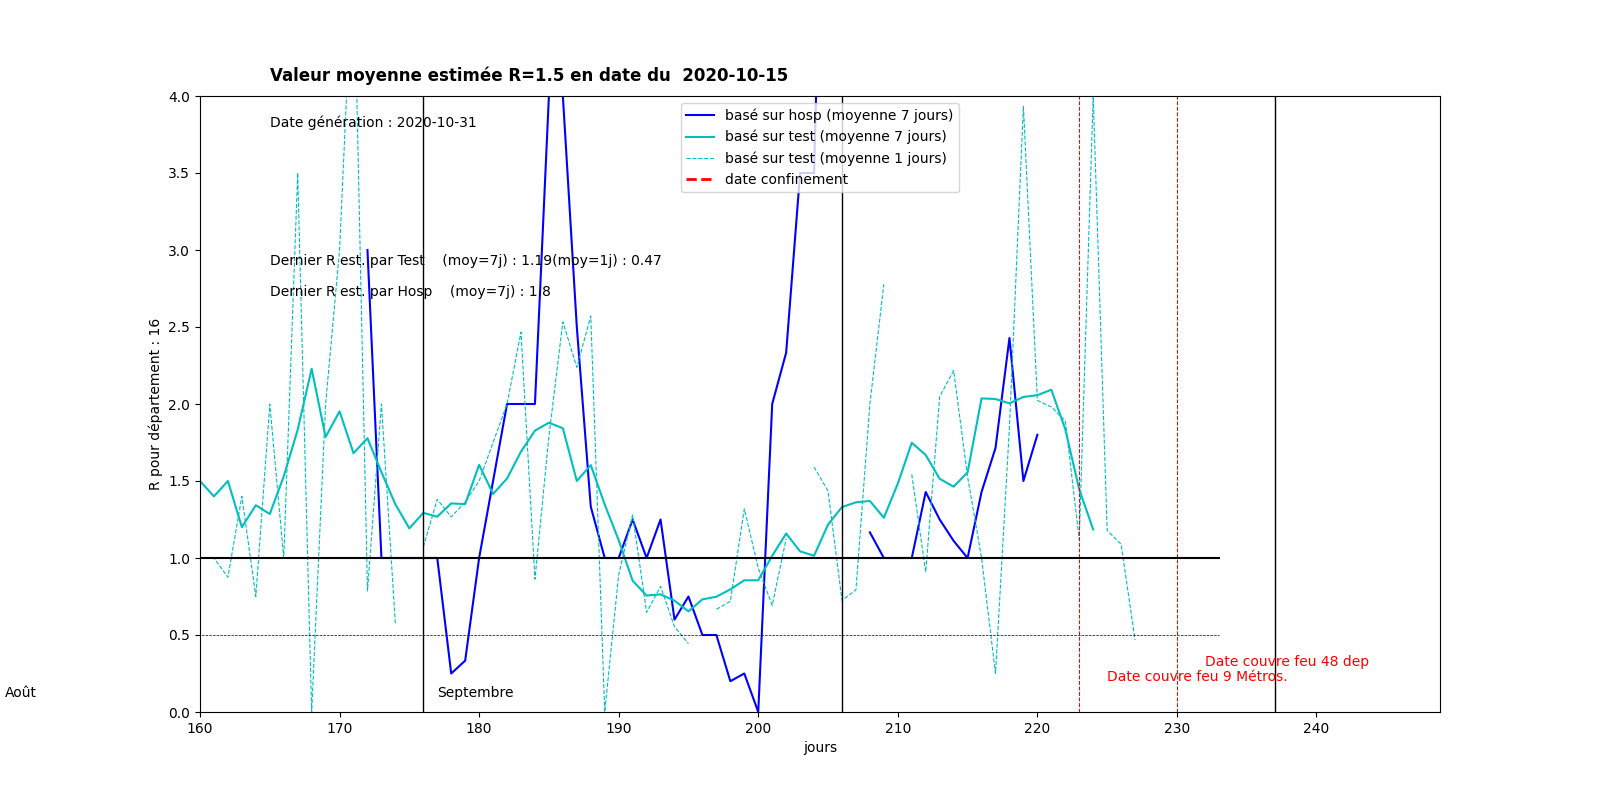 Valeur moyenne estimée R=1.5 en date du  2020-10-15
Date génération : 2020-10-31
basé sur hosp (moyenne 7 jours)
basé sur test (moyenne 7 jours)
basé sur test (moyenne 1 jours)
date confinement
Dernier R est. par Test    (moy=7j) : 1.19(moy=1j) : 0.47
Dernier R est. par Hosp    (moy=7j) : 1.8
R pour département : 16
4.0
3.5
3.0
2.5
2.0
1.5
1.0
0.5
0.0
Date couvre feu 48 dep
Date couvre feu 9 Métros.
Août
Septembre
160 170 180 190 200 210 220 230 240
jours